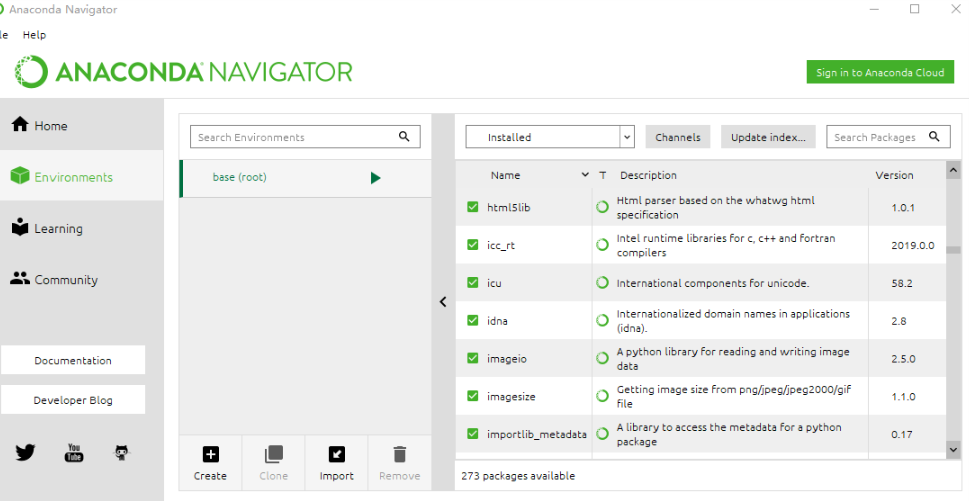 Anaconda Navigator
le Help
ANACONDA NAVIGATOR
Sign in to Anaconda Cloud
Home
Environments
Learning
Community
Documentation
Developer Blog
You
Tube
Search Environments
base (root)
Create
Clone
Import
Remove
Installed
Channels
Update index...
Search Packages
Name T Description Version
html5lib Html parser based on the whatwg html
specification 1.0.1
icc_rt Intel runtime libraries for c, c++ and fortran
compilers 2019.0.0
icu International components for unicode. 58.2
idna Internationalized domain names in applications
(idna). 2.8
imageio A python library for reading and writing image
data 2.5.0
imagesize Getting image size from png/jpeg/jpeg2000/gif
file 1.1.0
importlib_metadata A library to access the metadata for a python
package 0.17
273 packages available